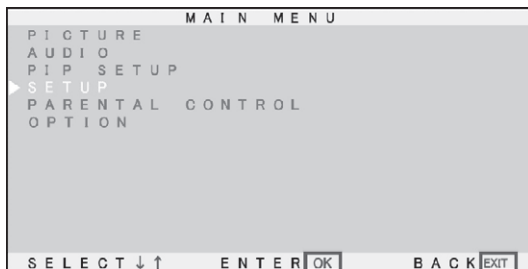 MAIN MENU
PICTURE
AUDIO
PIP SETUP
SETUP
PARENTAL CONTROL
OPTION
SELECT↓↑ ENTER OK BACK EXIT